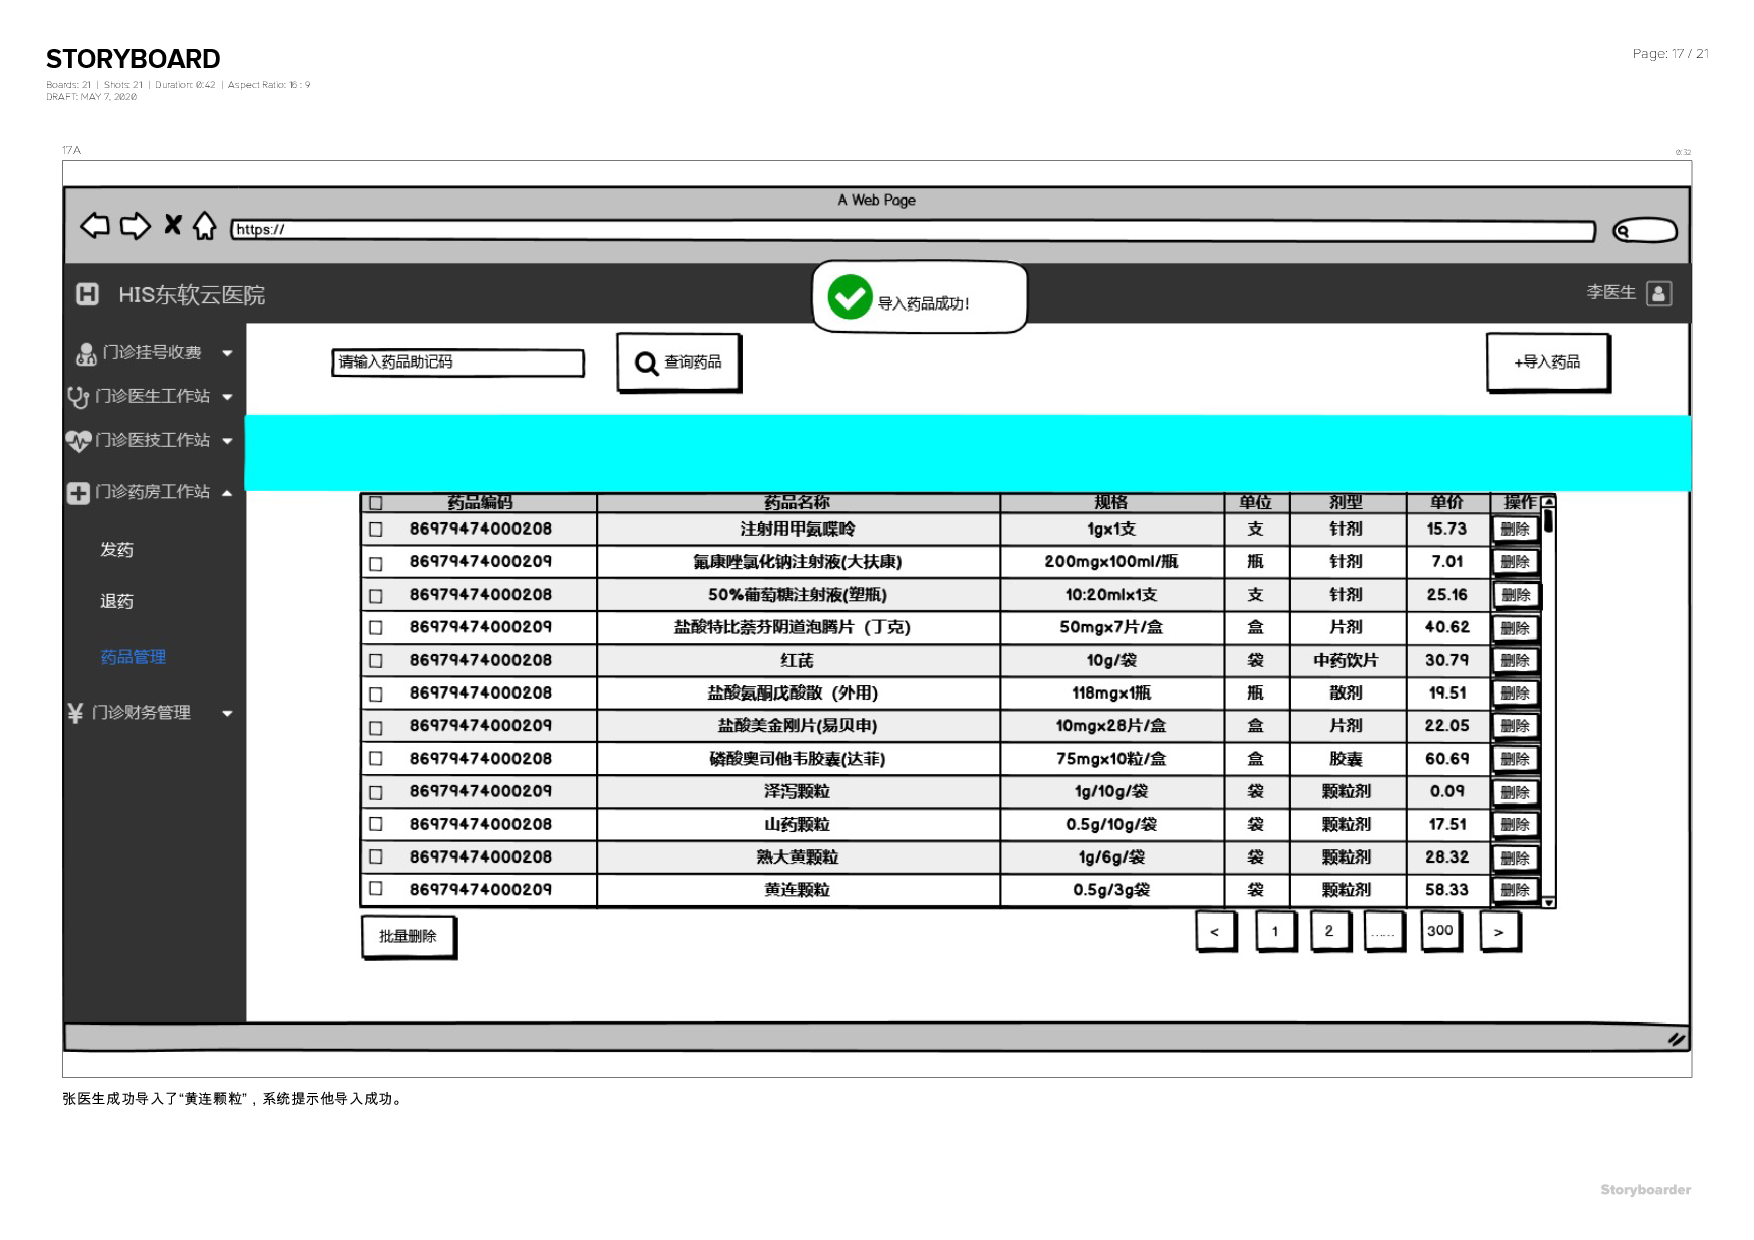 STORYBOARD
Page: 17 / 21
Boards: 21 | Shots: 21 | Duration: 0:42 | Aspect Ratio: 16 : 9
DRAFT: MAY 7, 2020
17A
0:32
A Web Page
https://
HIS东软云医院
导入药品成功!
李医生
门诊挂号收费
请输入药品助记码
查询药品
+导入药品
门诊医生工作站
门诊医技工作站
门诊药房工作站
发药
退药
药品管理
门诊财务管理
药品编码 药品名称 规格 单位 剂型 单价 操作
86979474000208 注射用甲氨喋呤 1gx1支 支 针剂 15.73 删除
86979474000209 氟康唑氯化钠注射液(大扶康) 200mgx100ml/瓶 瓶 针剂 7.01 删除
86979474000208 50%葡萄糖注射液(塑瓶) 10:20mlx1支 支 针剂 25.16 删除
86979474000209 盐酸特比萘芬阴道泡腾片（丁克) 50mgx7片/盒 盒 片剂 40.62 删除
86979474000208 红芪 10g/袋 袋 中药饮片 30.79 删除
86979474000208 盐酸氨酮戊酸散（外用) 118mgx1瓶 瓶 散剂 19.51 删除
86979474000209 盐酸美金刚片(易贝申) 10mgx28片/盒 盒 片剂 22.05 删除
86979474000208 磷酸奥司他韦胶囊(达菲) 75mgx10粒/盒 盒 胶囊 60.69 删除
86979474000209 泽泻颗粒 1g/10g/袋 袋 颗粒剂 0.09 删除
86979474000208 山药颗粒 0.5g/10g/袋 袋 颗粒剂 17.51 删除
86979474000208 熟大黄颗粒 1g/6g/袋 袋 颗粒剂 28.32 删除
86979474000209 黄连颗粒 0.5g/3g袋 袋 颗粒剂 58.33 删除
批量删除
< 1 2 ...... 300 >
张医生成功导入了“黄连颗粒”，系统提示他导入成功。
Storyboarder